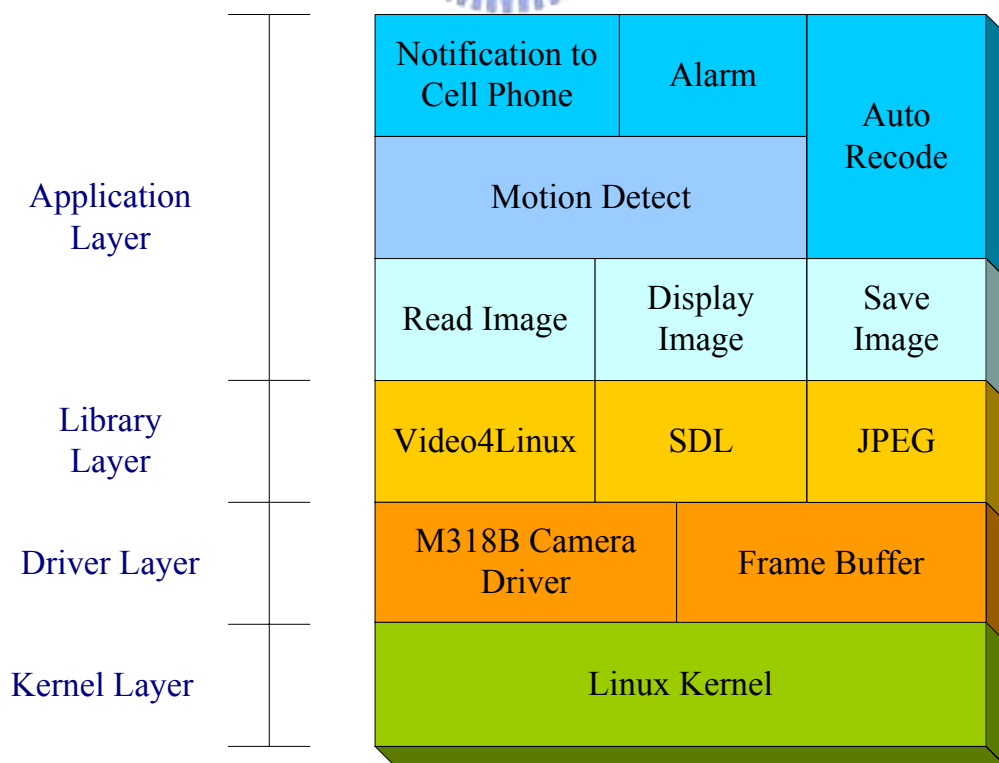 Notification to
Cell Phone
Alarm
Auto
Recode
Motion Detect
Application
Layer
Read Image
Display
Image
Save
Image
Library
Layer
Video4Linux
SDL
JPEG
Driver Layer
M318B Camera
Driver
Frame Buffer
Kernel Layer
Linux Kernel